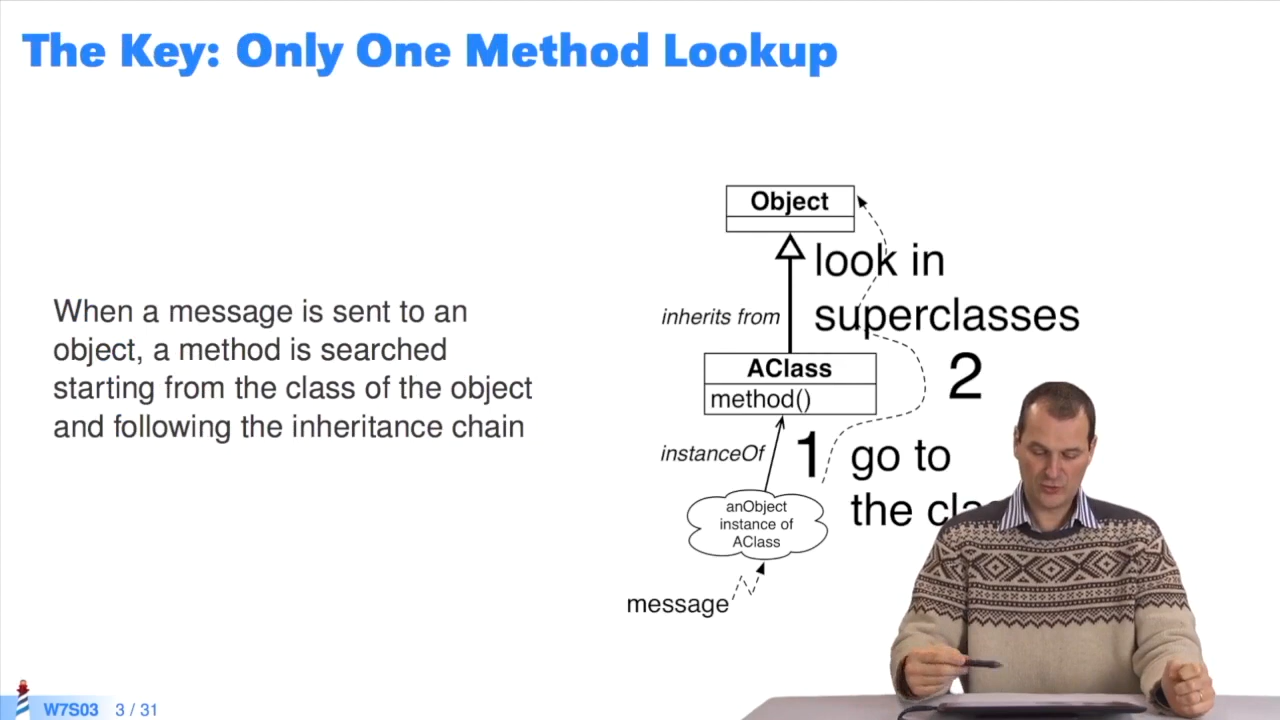 The Key: Only One Method Lookup
When a message is sent to an
object, a method is searched
starting from the class of the object
and following the inheritance chain
Object
look in
superclasses
inherits from
2
AClass
method()
instanceOf
1 go to
the
anObject
instance of
AClass
message
W7S03 3 / 31